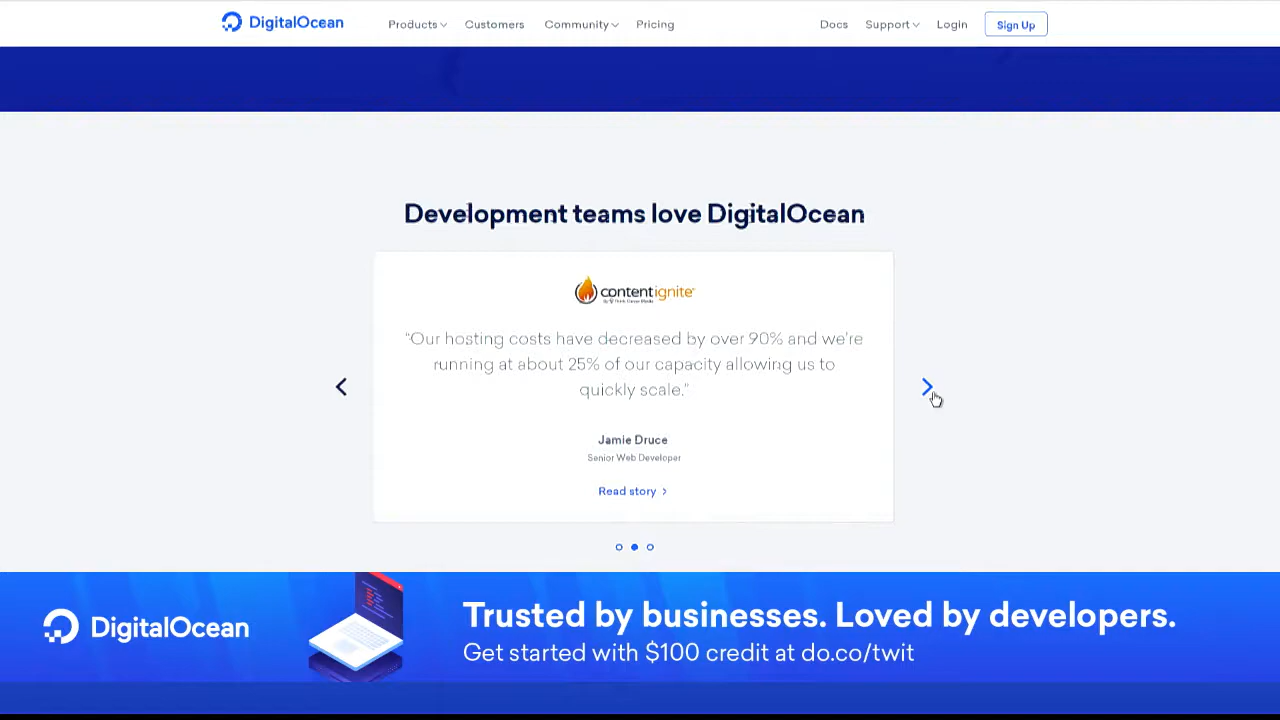 DigitalOcean Products Customers Community Pricing Docs Support Login Sign Up
Development teams love DigitalOcean
contentignite
“Our hosting costs have decreased by over 90% and we’re
running at about 25% of our capacity allowing us to
quickly scale.”
Jamie Druce
Senior Web Developer
Read story
DigitalOcean
Trusted by businesses. Loved by developers.
Get started with $100 credit at do.co/twit